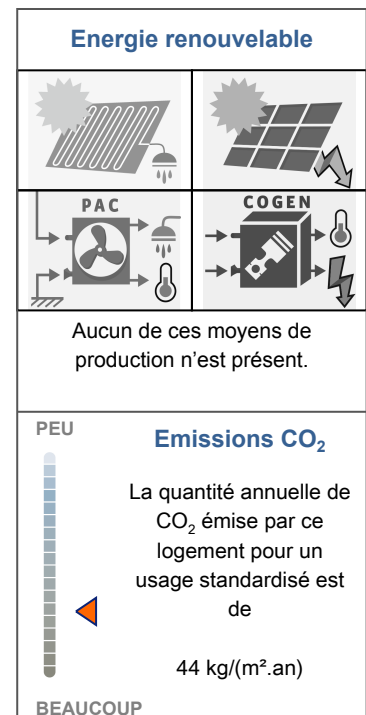 Energie renouvelable
PAC
COGEN
Aucun de ces moyens de
production n'est présent.
PEU
Emissions CO₂
La quantité annuelle de
CO₂ émise par ce
logement pour un
usage standardisé est
de
44 kg/(m².an)
BEAUCOUP